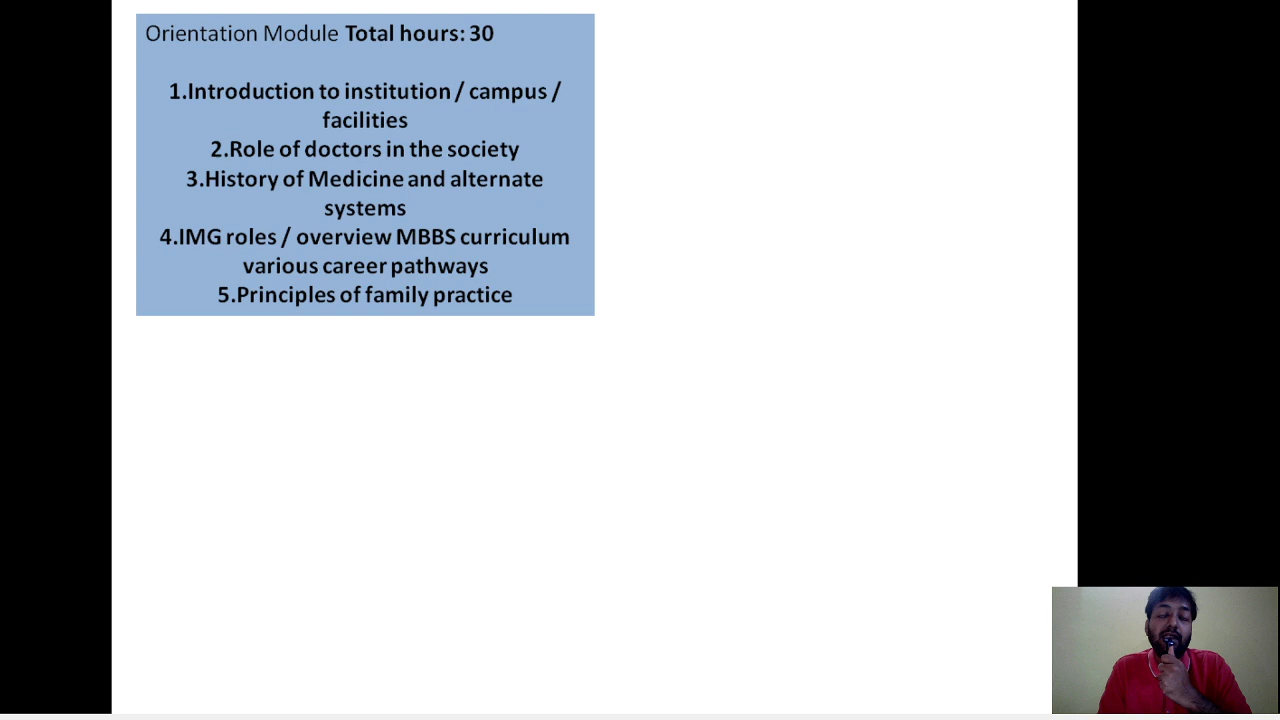 Orientation Module Total hours: 30
1.Introduction to institution / campus /
facilities
2.Role of doctors in the society
3.History of Medicine and alternate
systems
4.IMG roles / overview MBBS curriculum
various career pathways
5.Principles of family practice